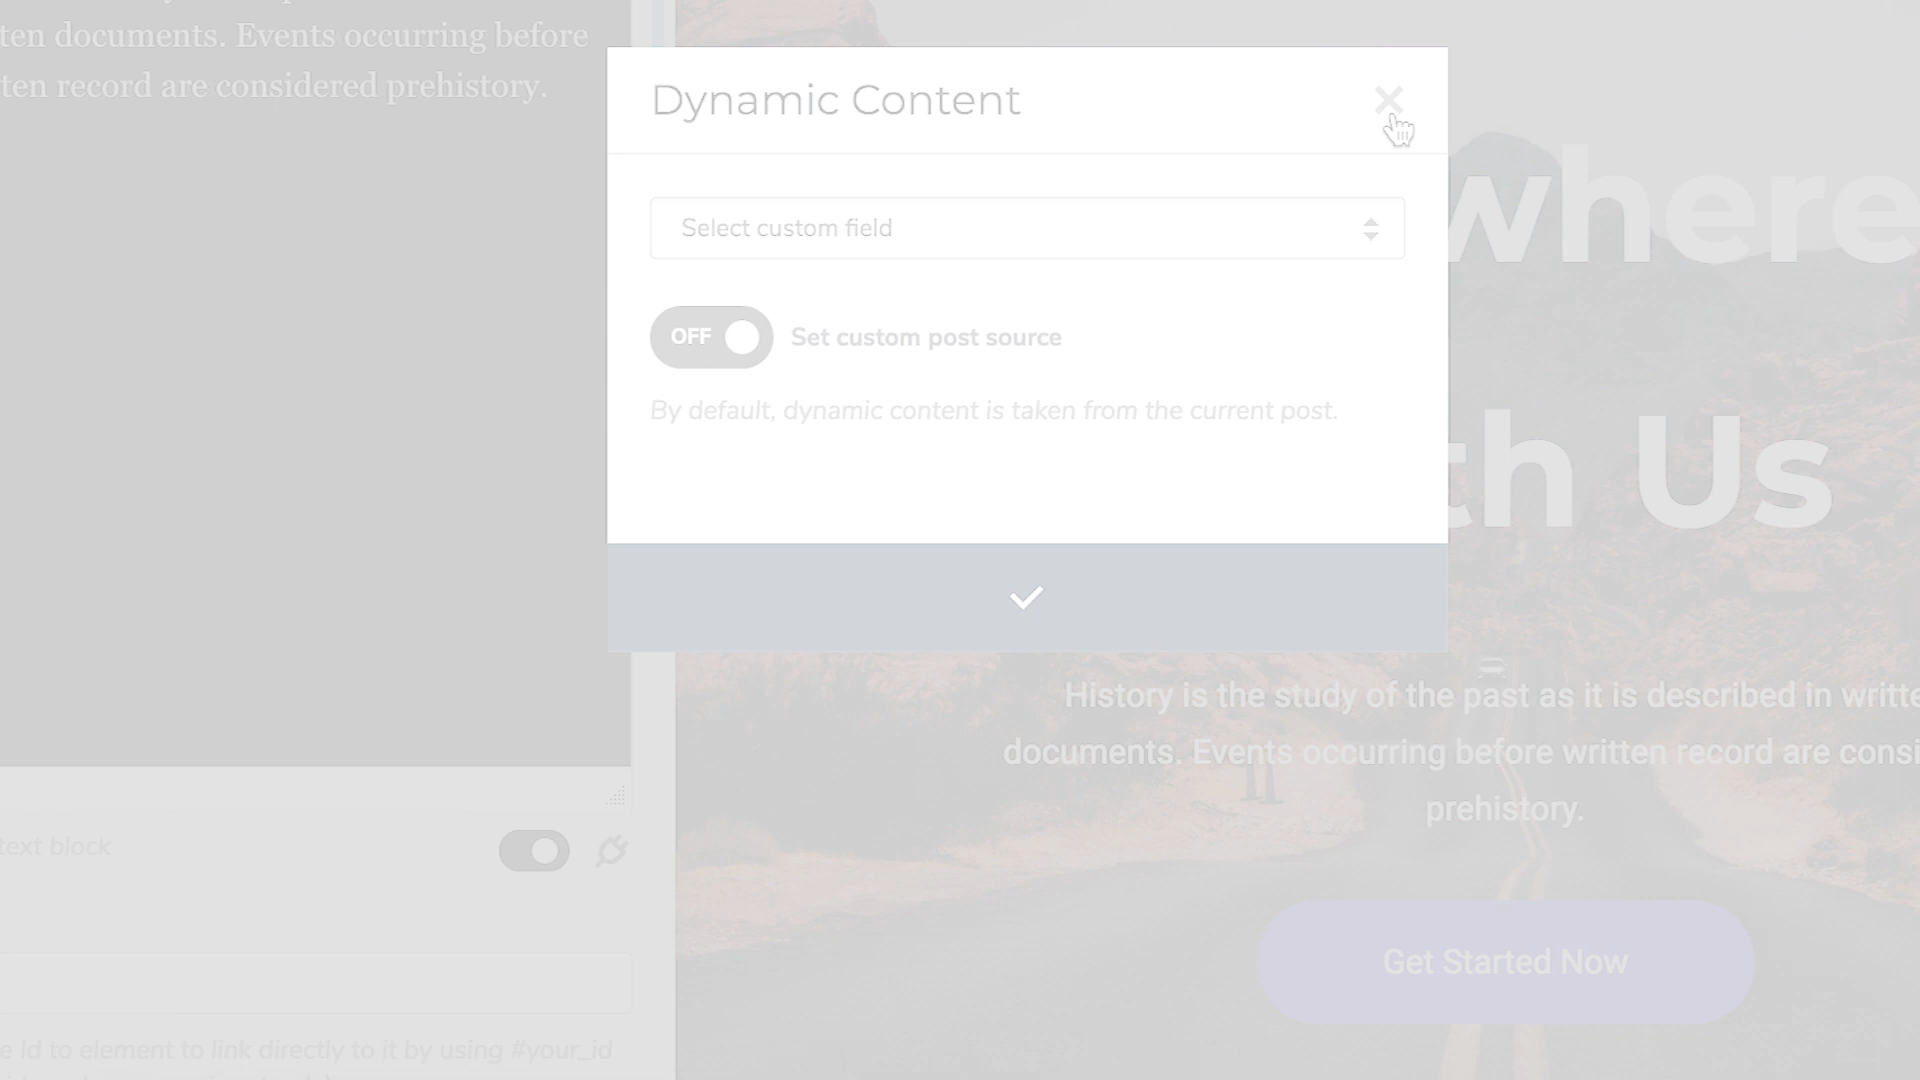 ten documents. Events occurring before
ten record are considered prehistory.
Dynamic Content
Select custom field
OFF
Set custom post source
By default, dynamic content is taken from the current post.
where
th Us
History is the study of the past as it is described in
documents. Events occurring before written record are
prehistory.
Get Started Now
text block
Id to element to link directly to it by using #your_id